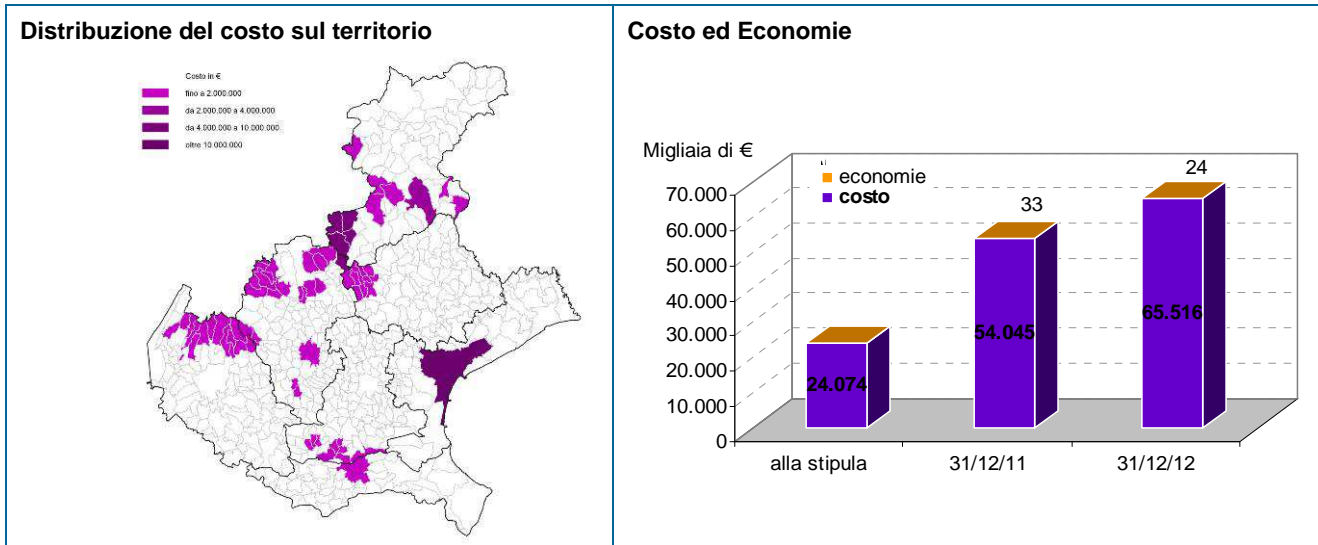 Distribuzione del costo sul territorio
Costo in €
fino a 2.000.000
da 2.000.000 a 4.000.000
da 4.000.000 a 10.000.000
oltre 10.000.000
Costo ed Economie
Migliaia di €
economie
costo
70.000
60.000
50.000
40.000
30.000
20.000
10.000
0
24.074
33
54.045
24
65.516
alla stipula
31/12/11
31/12/12